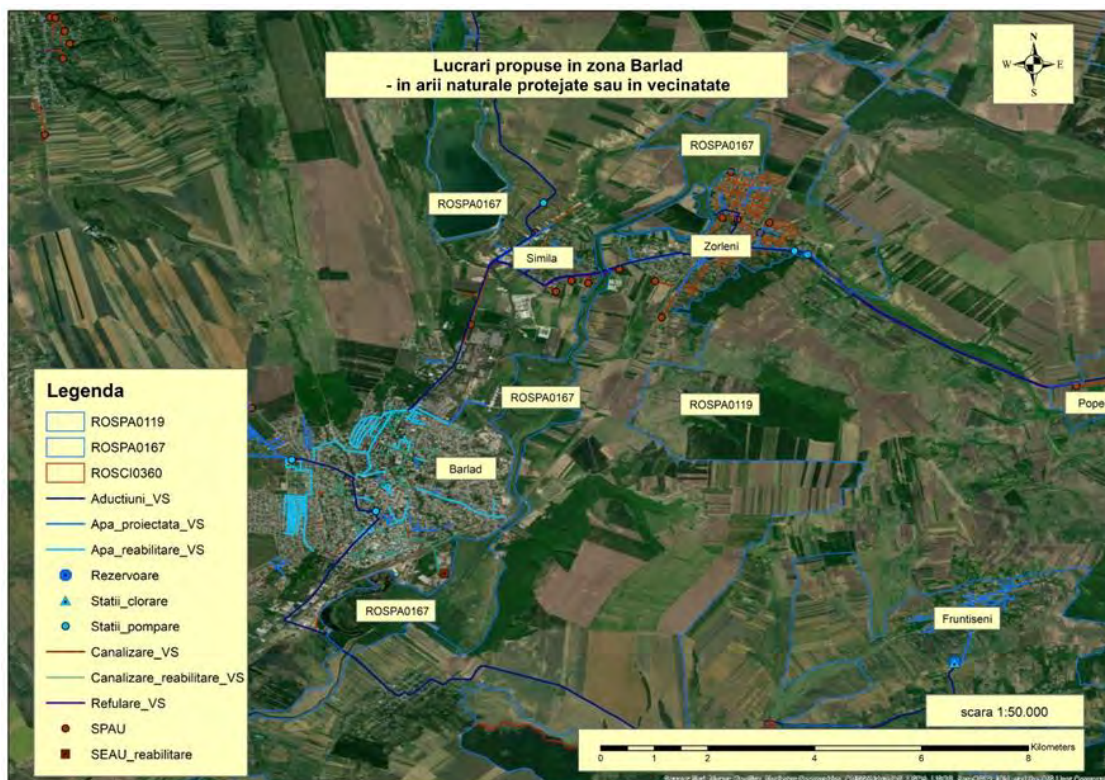 Lucrari propuse in zona Barlad
- in arii naturale protejate sau in vecinatate
N
W
E
S
ROSPA0167
ROSPA0167
Simila
Zorleni
ROSPA0167
ROSPA0119
Pope
Barlad
ROSPA0167
Fruntiseni
Legenda
ROSPA0119
ROSPA0167
ROSCI0360
Aductiuni_VS
Apa_proiectata_VS
Apa_reabilitare_VS
Rezervoare
Statii_clorare
Statii_pompare
Canalizare_VS
Canalizare_reabilitare_VS
Refulare_VS
SPAU
SEAU_reabilitare
scara 1:50.000
Kilometers
0
1
2
4
6
8